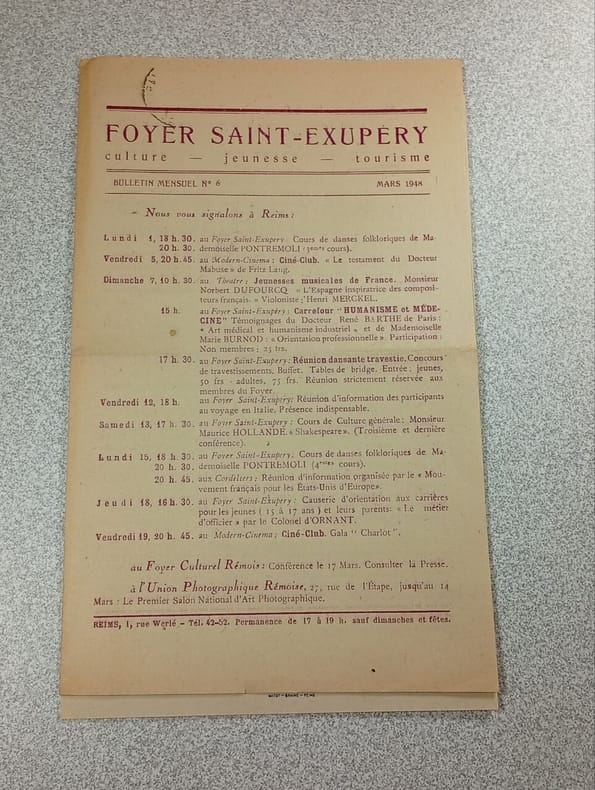 FOYER SAINT-EXUPÉRY
culture — jeunesse — tourisme
BULLETIN MENSUEL N° 6 MARS 1948
Nous vous signalons à Reims :
Lundi 1, 18 h. 30. au Foyer Saint-Exupéry Cours de danses folkloriques de Ma-
20 h. 30. demoiselle PONTREMOLI (3mes cours).
Vendredi 5, 20 h. 45. au Modern-Cinema : Ciné-Club. « Le testament du Docteur
Mabuse » de Fritz Lang.
Dimanche 7, 10 h. 30. au Théatre : Jeunesses musicales de France. Monsieur
Norbert DUFOURCQ « L'Espagne inspiratrice des composi-
teurs français. » Violoniste : Henri MERCKEL.
15 h. au Foyer Saint-Exupéry : Carrefour "HUMANISME et MÉDE-
CINE" Témoignages du Docteur René BARTHE de Paris :
« Art médical et humanisme industriel » et de Mademoiselle
Marie BURNOD : « Orientation professionnelle ». Participation :
Non membres : 25 frs.
17 h. 30. au Foyer Saint-Exupéry : Réunion dansante travestie. Concours
de travestissements. Buffet. Tables de bridge. Entrée : jeunes,
50 frs - adultes, 75 frs. Réunion strictement réservée aux
membres du Foyer.
Vendredi 12, 18 h. au Foyer Saint-Exupéry : Réunion d'information des participants
au voyage en Italie. Présence indispensable.
Samedi 13, 17 h. 30. au Foyer Saint-Exupéry : Cours de Culture générale : Monsieur
Maurice HOLLANDE. « Shakespeare ». (Troisième et dernière
conférence).
Lundi 15, 18 h. 30. au Foyer Saint-Exupéry. Cours de danses folkloriques de Ma-
20 h. 30. demoiselle PONTREMOLI (4mes cours).
20 h. 45. aux Cordeliers : Réunion d'information organisée par le « Mou-
vement français pour les États-Unis d'Europe».
Jeudi 18, 16 h. 30. au Foyer Saint-Exupéry : Causerie d'orientation aux carrières
pour les jeunes ( 15 à 17 ans ) et leurs parents : « Le métier
d'officier » par le Colonel D'ORNANT.
Vendredi 19, 20 h. 45. au Modern-Cinema : Ciné-Club. Gala " Charlot ".
au Foyer Culturel Rémois : Conférence le 17 Mars. Consulter la Presse.
à l'Union Photographique Rémoise, 27, rue de l'Étape, jusqu'au 14
Mars : Le Premier Salon National d'Art Photographique.
REIMS, 1, rue Werlé - Tél. 42-52. Permanence de 17 à 19 h. sauf dimanches et fêtes.